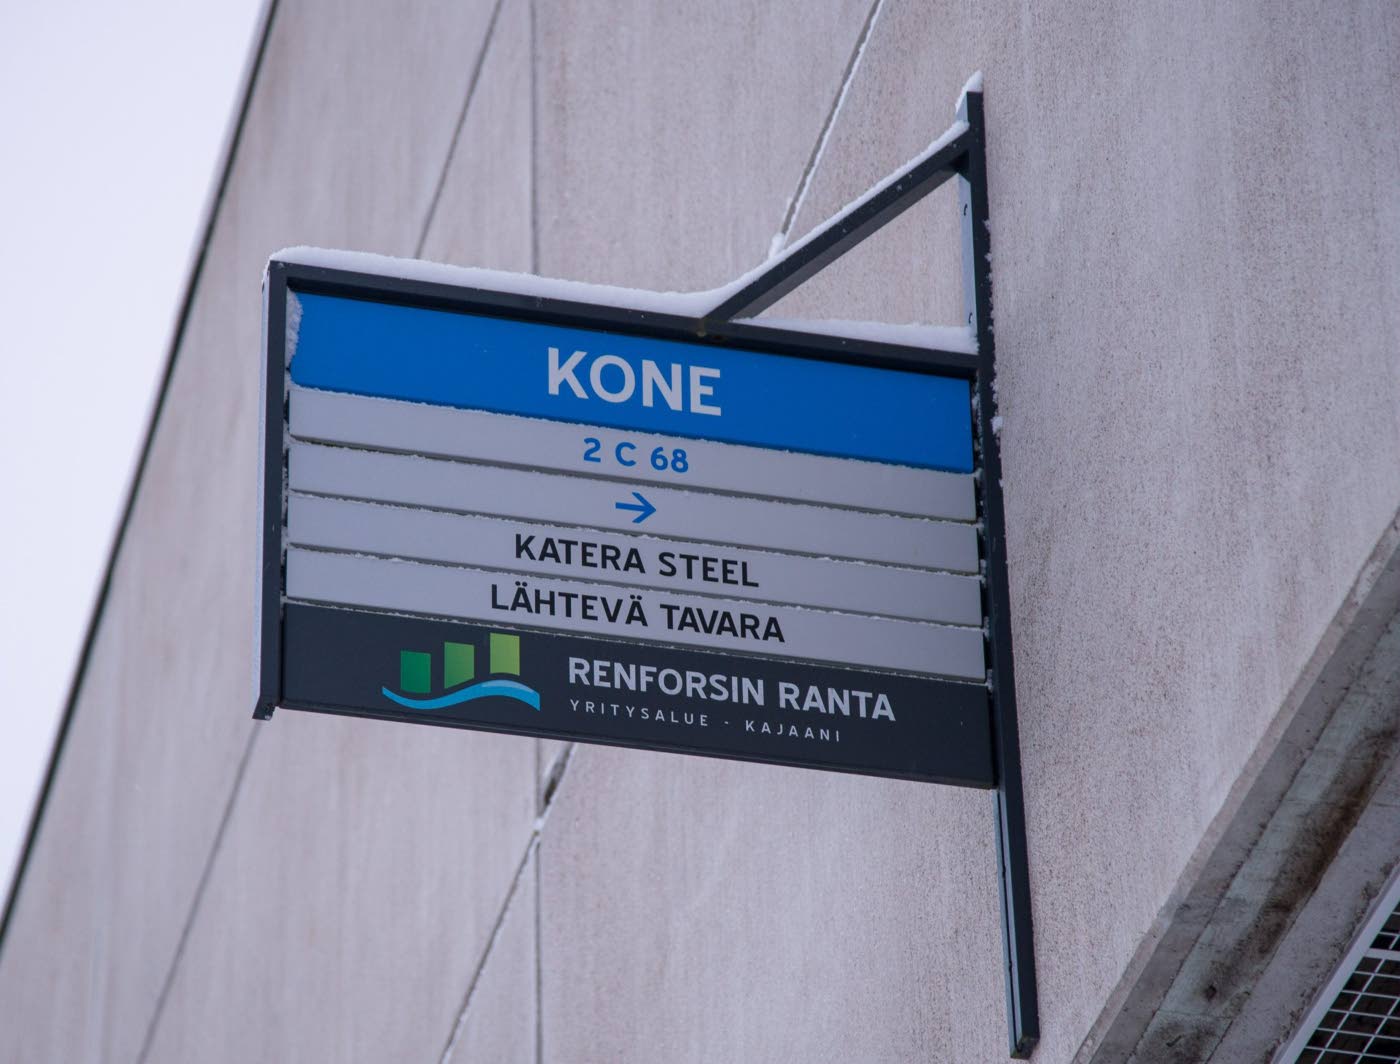 KONE
2 C 68
→
KATERA STEEL
LÄHTEVÄ TAVARA
RENFORSIN RANTA
YRITYSALUE - KAJAANI